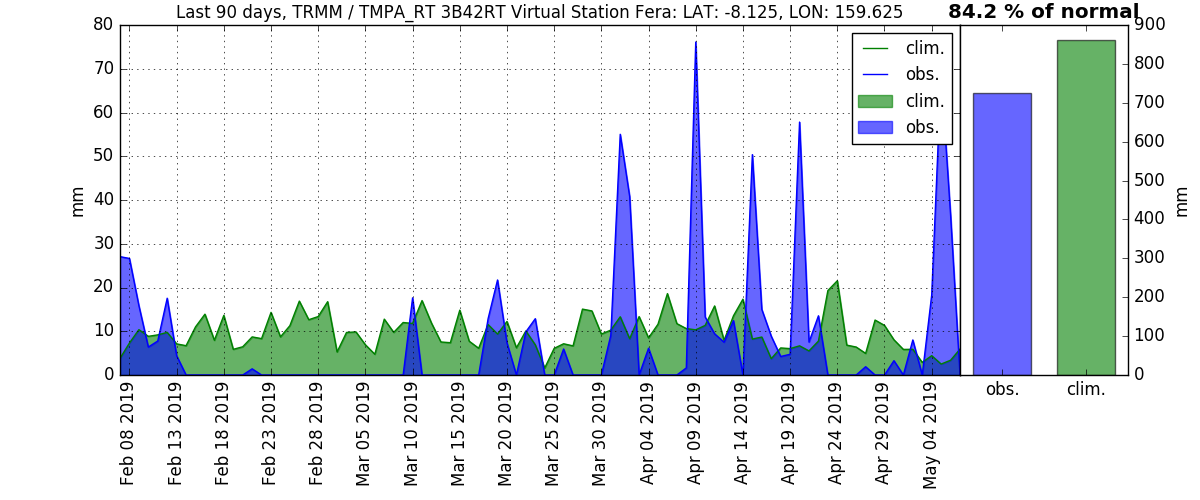 Last 90 days, TRMM / TMPA_RT 3B42RT Virtual Station Fera: LAT: -8.125, LON: 159.625
84.2 % of normal
80
70
60
50
40
30
20
10
0
mm
clim.
obs.
clim.
obs.
900
800
700
600
500
400
300
200
100
0
mm
obs.
clim.
Feb 08 2019
Feb 13 2019
Feb 18 2019
Feb 23 2019
Feb 28 2019
Mar 05 2019
Mar 10 2019
Mar 15 2019
Mar 20 2019
Mar 25 2019
Mar 30 2019
Apr 04 2019
Apr 09 2019
Apr 14 2019
Apr 19 2019
Apr 24 2019
Apr 29 2019
May 04 2019